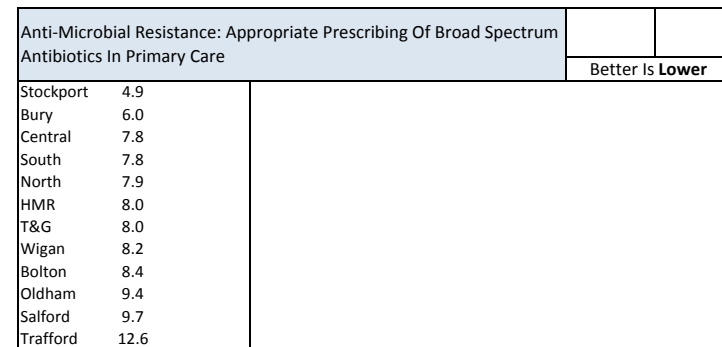 Anti-Microbial Resistance: Appropriate Prescribing Of Broad Spectrum
Antibiotics In Primary Care
Better Is Lower
Stockport 4.9
Bury 6.0
Central 7.8
South 7.8
North 7.9
HMR 8.0
T&G 8.0
Wigan 8.2
Bolton 8.4
Oldham 9.4
Salford 9.7
Trafford 12.6